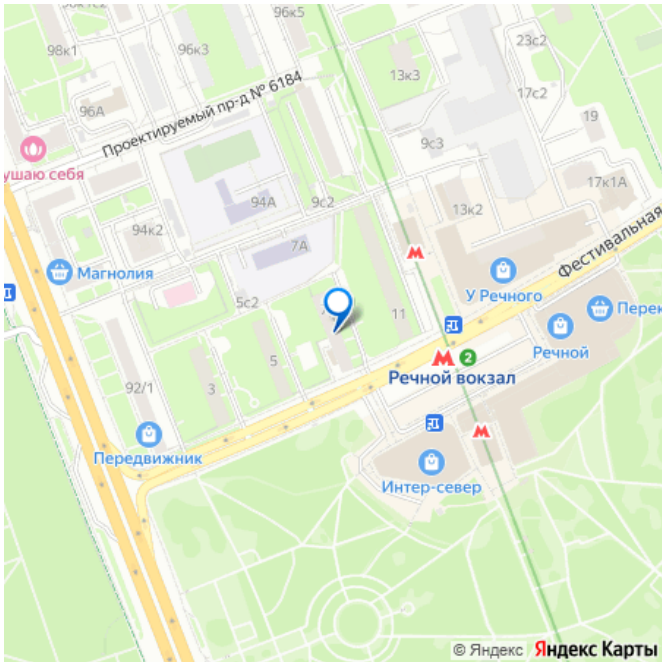 96к5
98к1
96к3
23с2
13к3
17с2
Проектируемый пр-д № 6184
96А
19
9с3
ушаю себя
17к1А
94А
9с2
13к2
94к2
Фестивальная
7А
Магнолия
У Речного
5с2
Перек
11
Речной
2
5
Речной вокзал
92/1
3
Передвижник
Интер-север
© Яндекс Яндекс Карты